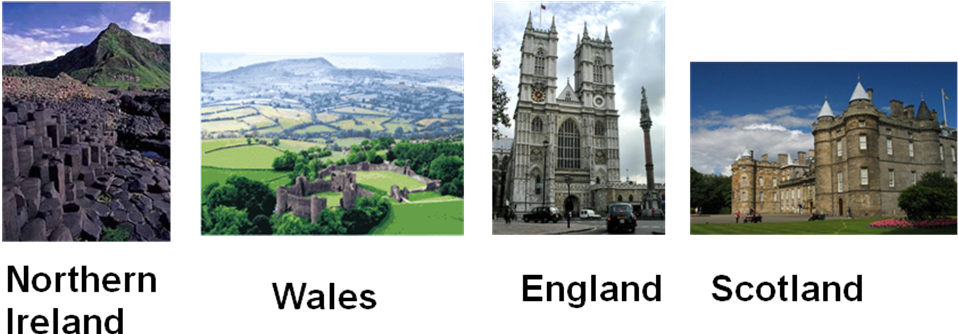 Northern
Ireland
Wales
England
Scotland